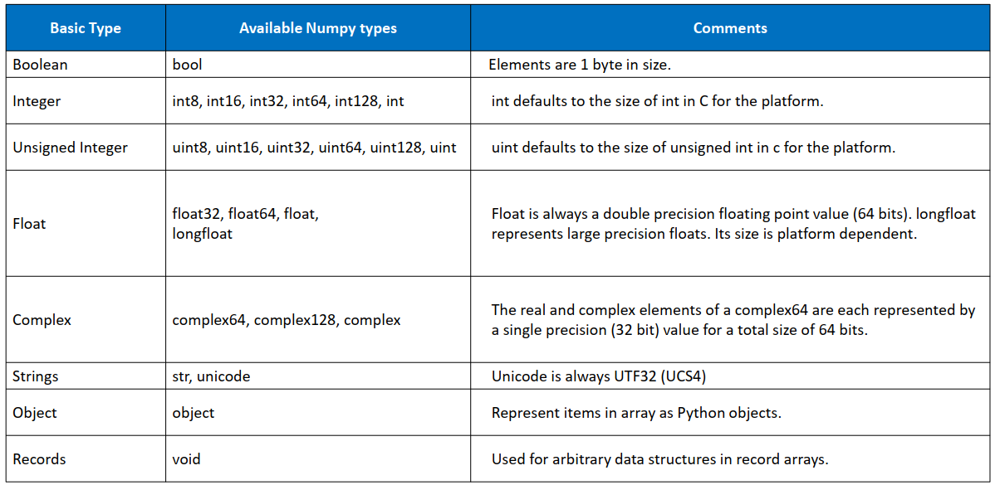 Basic Type Available Numpy types Comments
Boolean bool Elements are 1 byte in size.
Integer int8, int16, int32, int64, int128, int int defaults to the size of int in C for the platform.
Unsigned Integer uint8, uint16, uint32, uint64, uint128, uint uint defaults to the size of unsigned int in c for the platform.
Float float32, float64, float,
longfloat
Float is always a double precision floating point value (64 bits). longfloat
represents large precision floats. Its size is platform dependent.
Complex complex64, complex128, complex
The real and complex elements of a complex64 are each represented by
a single precision (32 bit) value for a total size of 64 bits.
Strings str, unicode Unicode is always UTF32 (UCS4)
Object object Represent items in array as Python objects.
Records void Used for arbitrary data structures in record arrays.